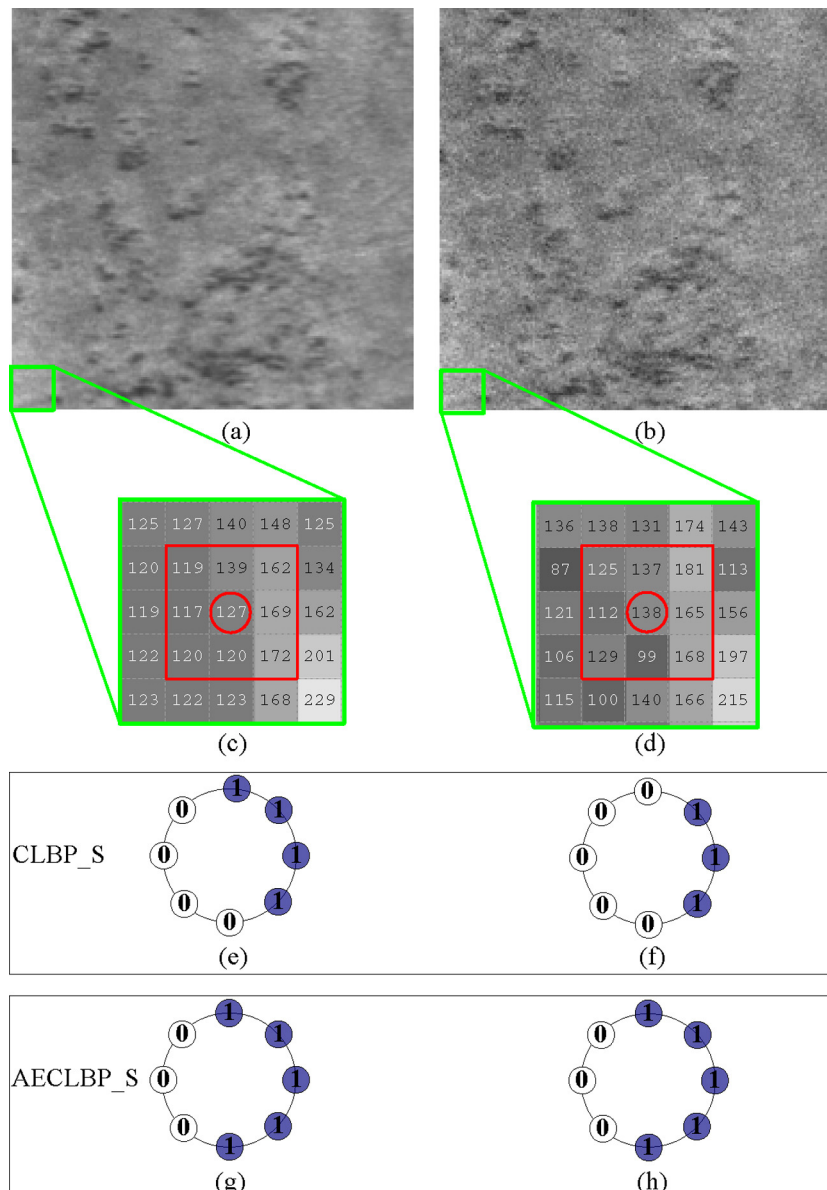 (a) (b)
125 127 140 148 125
120 119 139 162 134
119 117 127 169 162
122 120 120 172 201
123 122 123 168 229
136 138 131 174 143
87 125 137 181 113
121 112 138 165 156
106 129 99 168 197
115 100 140 166 215
(c) (d)
CLBP_S
0 1 1 1 1 0 0 0
0 0 1 1 1 0 0 0
(e) (f)
AECLBP_S
0 1 1 1 1 1 0 0
0 1 1 1 1 1 0 0
(g) (h)